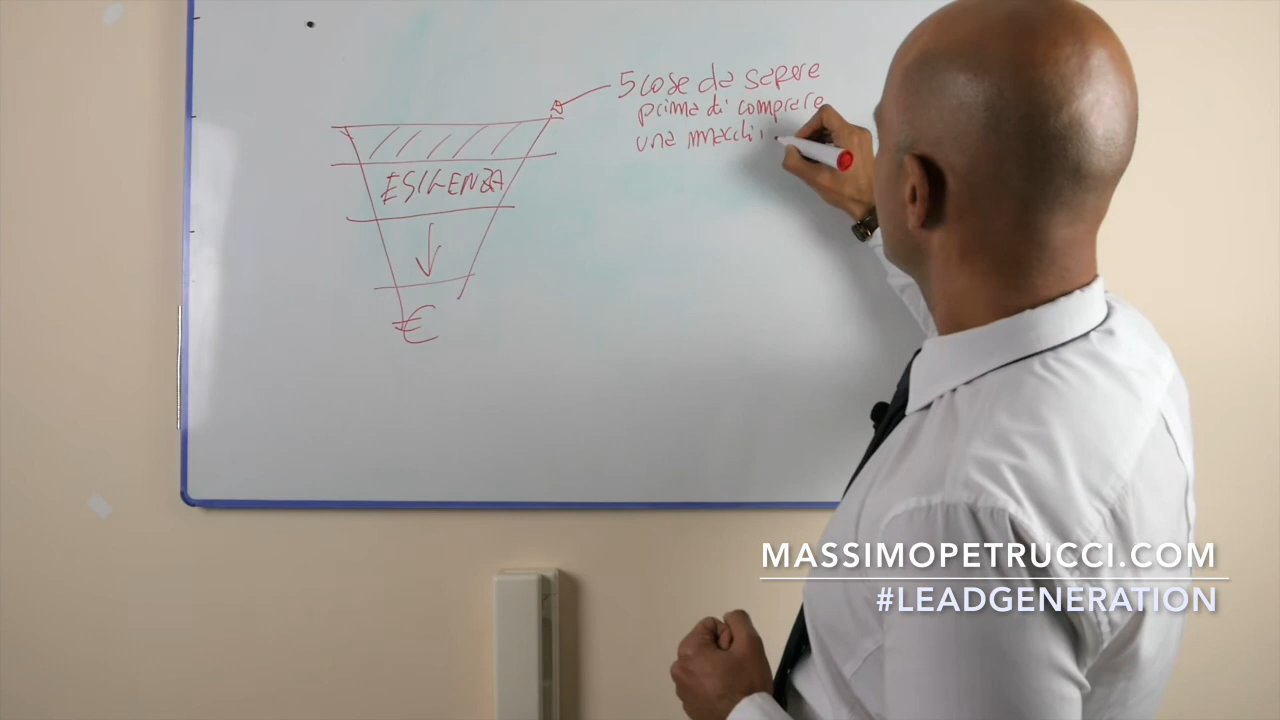 5 cose da sapere
prima di comprare
una macchi
ESIGENZA
€
MASSIMOPETRUCCI.COM
#LEADGENERATION